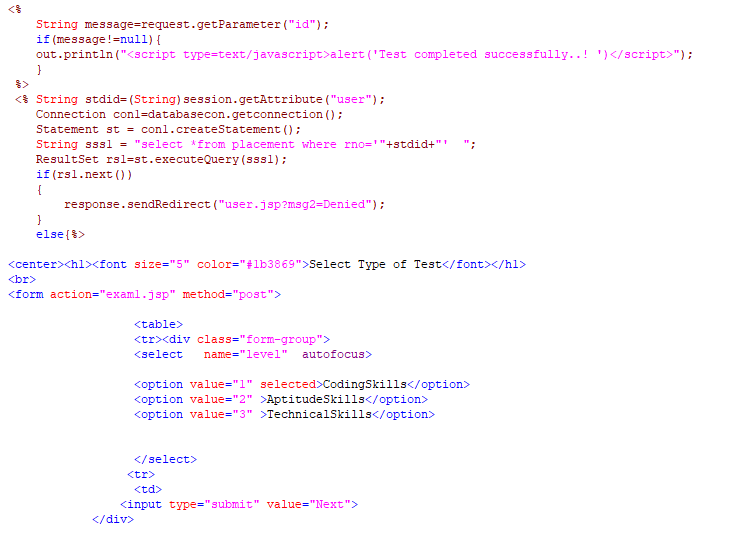 <%
    String message=request.getParameter("id");
    if(message!=null){
    out.println("<script type=text/javascript>alert('Test completed successfully..! ')</script>");
    }
 %>
 <% String stdid=(String)session.getAttribute("user");
    Connection con1=databasecon.getconnection();
    Statement st = con1.createStatement();
    String sss1 = "select *from placement where rno='"+stdid+"'  ";
    ResultSet rs1=st.executeQuery(sss1);
    if(rs1.next())
    {
        response.sendRedirect("user.jsp?msg2=Denied");
    }
    else{%>
<center><h1><font size="5" color="#1b3869">Select Type of Test</font></h1>
<br>
<form action="exam1.jsp" method="post">
                  <table>
                  <tr><div class="form-group">
                  <select   name="level"  autofocus>
                  <option value="1" selected>CodingSkills</option>
                  <option value="2" >AptitudeSkills</option>
                  <option value="3" >TechnicalSkills</option>
                  </select>
                 <tr>
                  <td>
                <input type="submit" value="Next">
            </div>